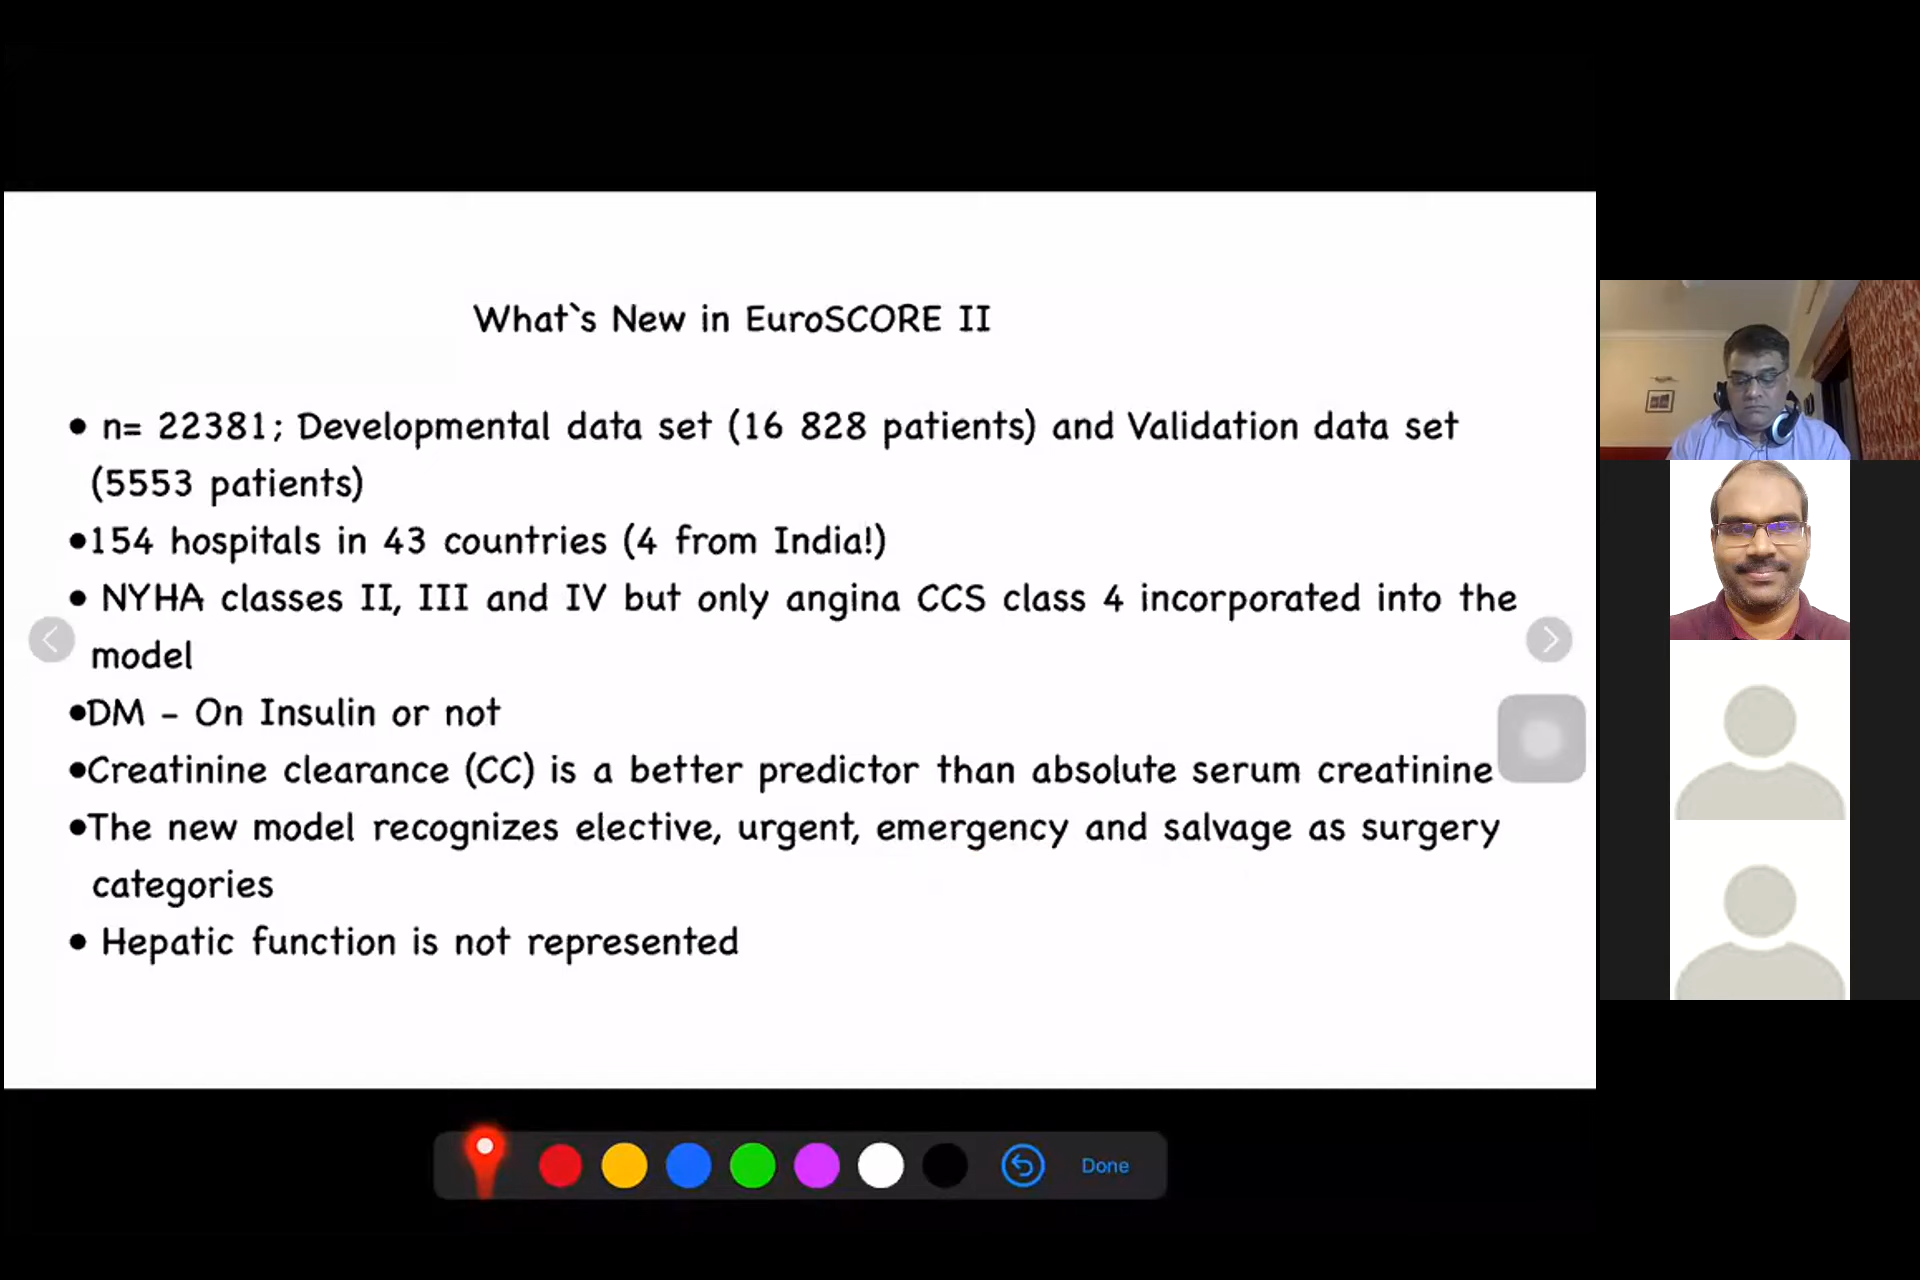 What`s New in EuroSCORE II
● n= 22381; Developmental data set (16 828 patients) and Validation data set
(5553 patients)
●154 hospitals in 43 countries (4 from India!)
● NYHA classes II, III and IV but only angina CCS class 4 incorporated into the
model
●DM - On Insulin or not
●Creatinine clearance (CC) is a better predictor than absolute serum creatinine
●The new model recognizes elective, urgent, emergency and salvage as surgery
categories
● Hepatic function is not represented
Done